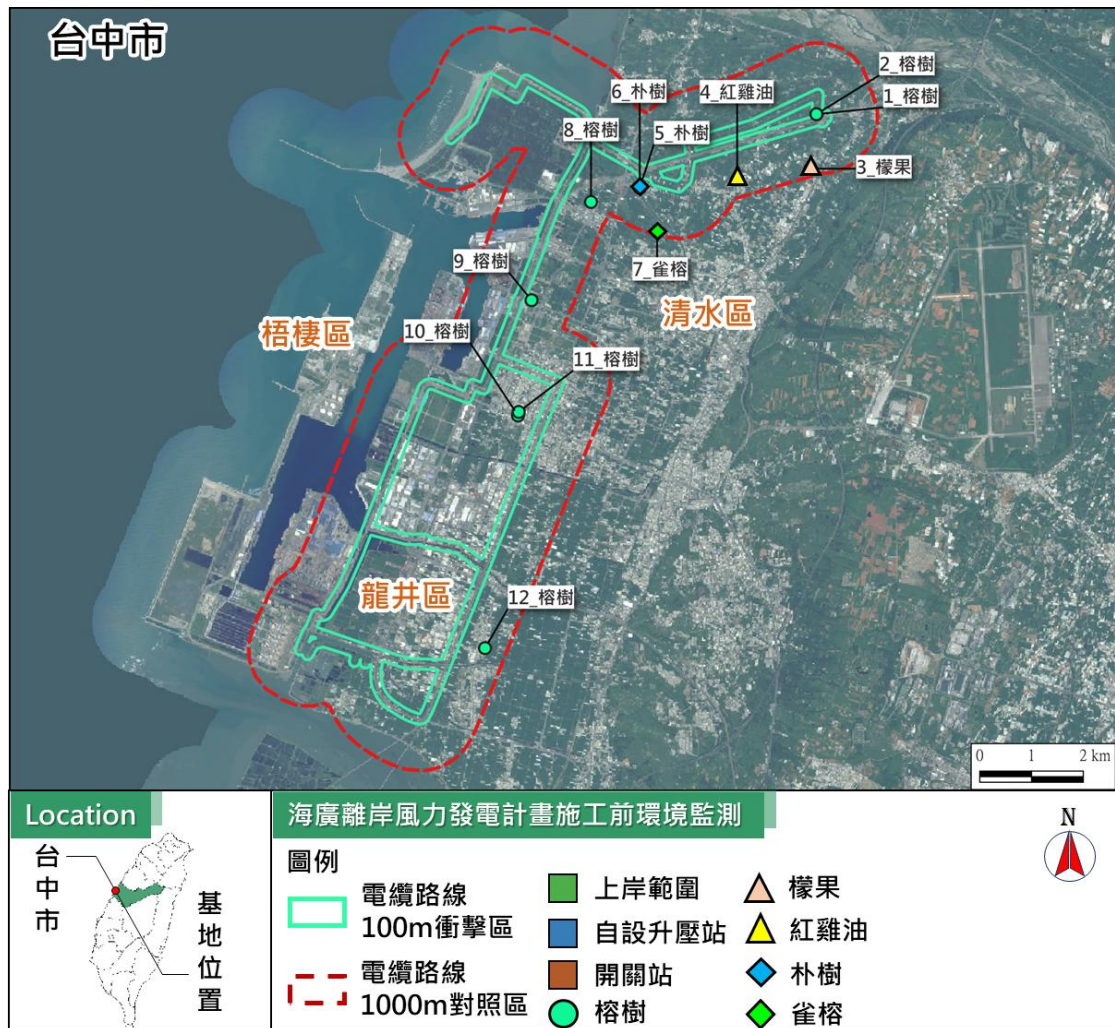 台中市
2_榕樹
6_朴樹
4_紅雞油
1_榕樹
8_榕樹
5_朴樹
3_檬果
7_雀榕
9_榕樹
清水區
梧棲區
10_榕樹
11_榕樹
龍井區
12_榕樹
0 1 2 km
Location
台中市
基地位置
海廣離岸風力發電計畫施工前環境監測
N
圖例
電纜路線
100m衝擊區
電纜路線
1000m對照區
上岸範圍
自設升壓站
開關站
榕樹
檬果
紅雞油
朴樹
雀榕